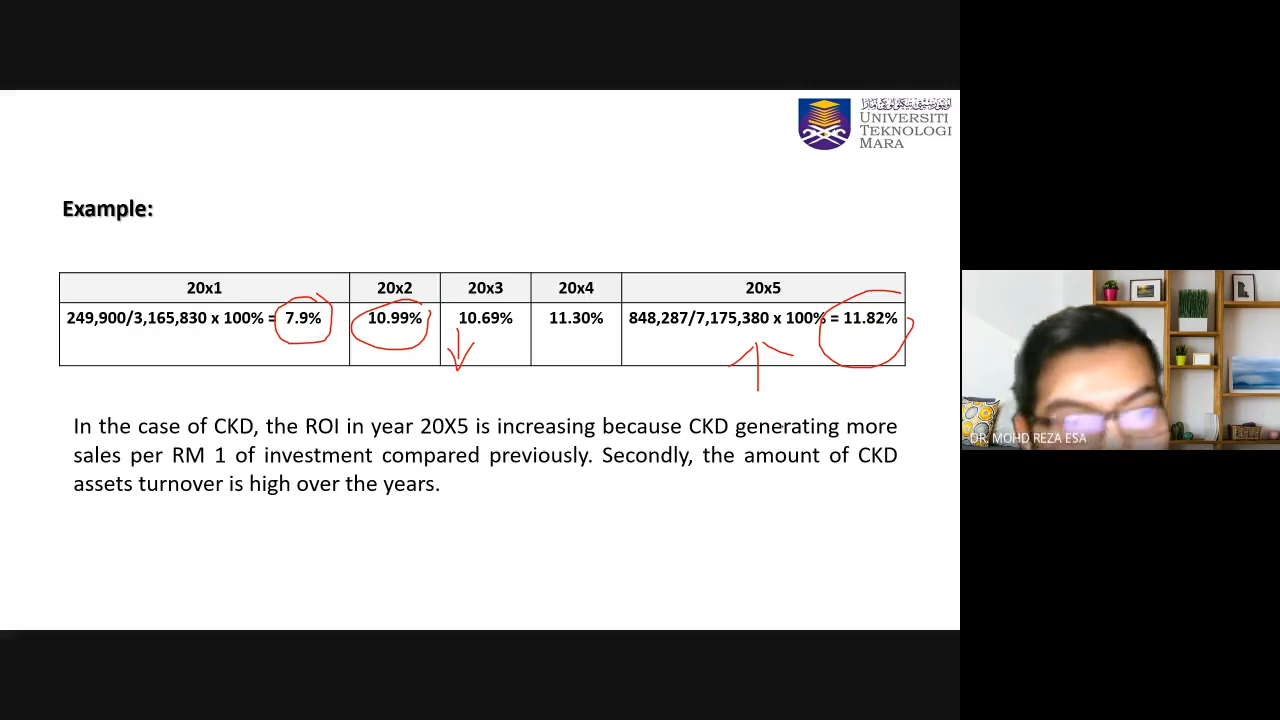 اونيۏرسيتي تيكنولوڬي مارا
UNIVERSITI
TEKNOLOGI
MARA
Example:
20x1 20x2 20x3 20x4 20x5
249,900/3,165,830 x 100% = 7.9% 10.99% 10.69% 11.30% 848,287/7,175,380 x 100% = 11.82%
In the case of CKD, the ROI in year 20X5 is increasing because CKD generating more
sales per RM 1 of investment compared previously. Secondly, the amount of CKD
assets turnover is high over the years.
DR. MOHD REZA ESA